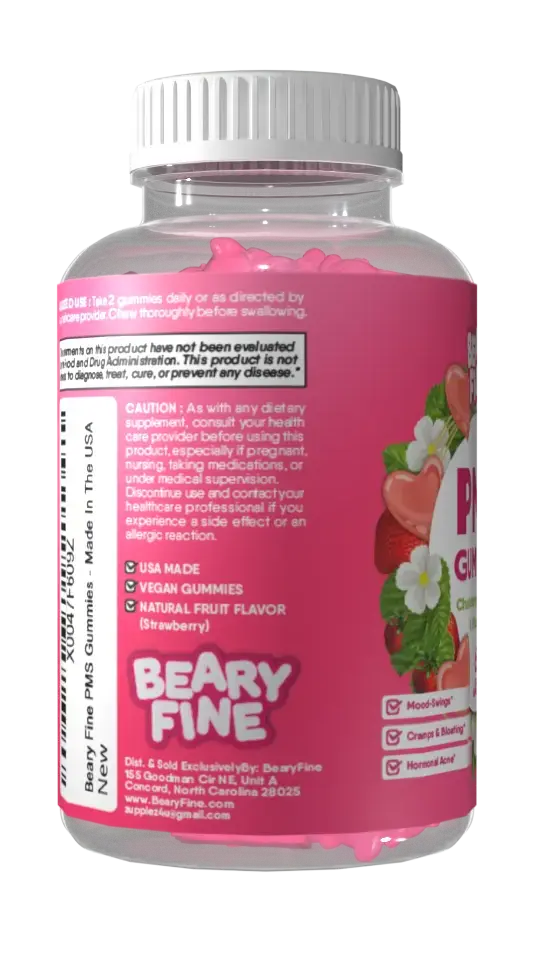 D USE : Take 2 gummies daily or as directed by
provider. Chew thoroughly before swallowing.
on this product have not been evaluated
and Drug Administration. This product is not
to diagnose, treat, cure, or prevent any disease.*
CAUTION : As with any dietary
supplement, consult your health
care provider before using this
product, especially if pregnant,
nursing, taking medications, or
under medical supervision.
Discontinue use and contact your
healthcare professional if you
experience a side effect or an
allergic reaction.
USA MADE
VEGAN GUMMIES
NATURAL FRUIT FLAVOR
(Strawberry)
BEARY
FINE
Dist. & Sold Exclusively By: BearyFine
155 Goodman Cir NE, Unit A
Concord, North Carolina 28025
www.BearyFine.com
supplez4u@gmail.com
X0047F609Z
Beary Fine PMS Gummies - Made In The USA
New
Mood-Swings*
Cramps & Bloating*
Hormonal Acne*